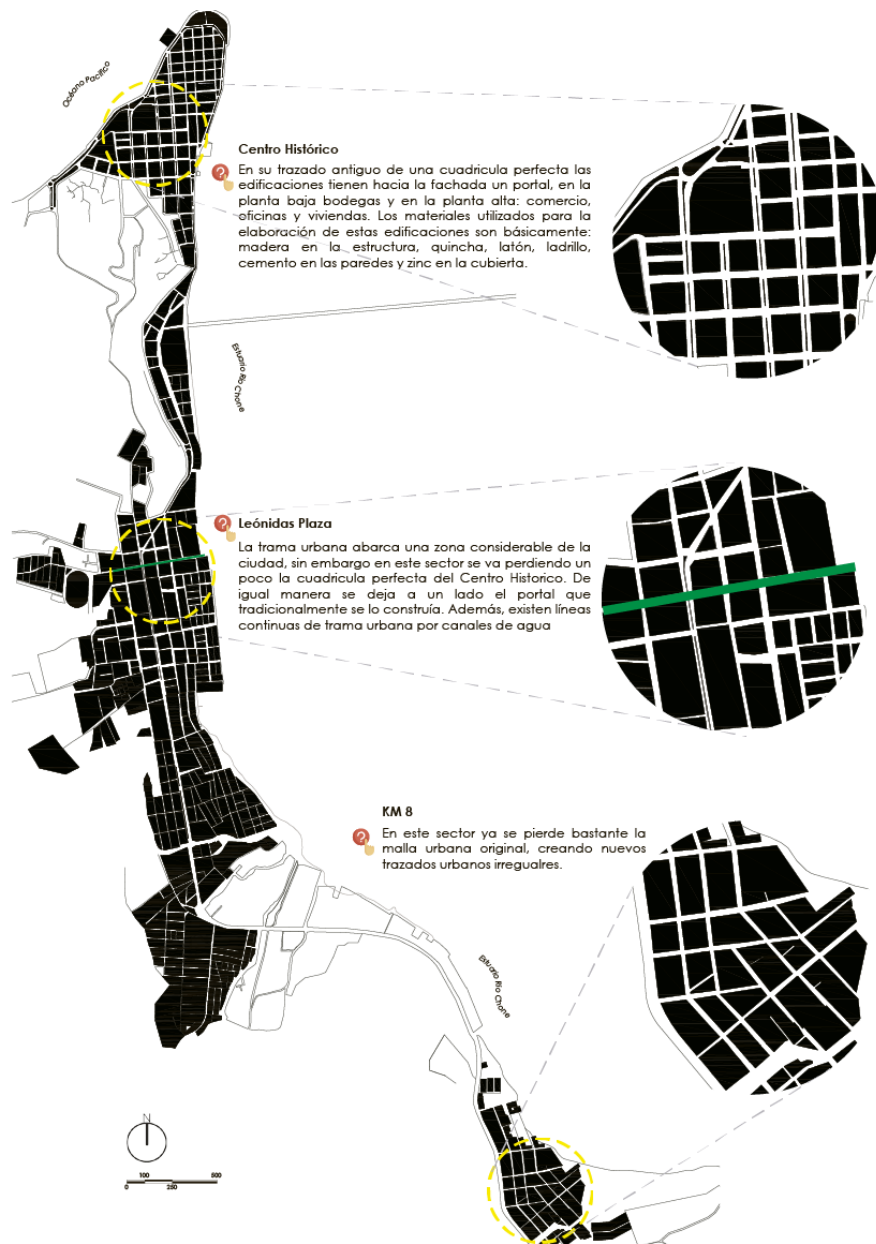 Océano Pacífico
Centro Histórico
En su trazado antiguo de una cuadricula perfecta las
edificaciones tienen hacia la fachada un portal, en la
planta baja bodegas y en la planta alta: comercio,
oficinas y viviendas. Los materiales utilizados para la
elaboración de estas edificaciones son básicamente:
madera en la estructura, quincha, latón, ladrillo,
cemento en las paredes y zinc en la cubierta.
Estuario Río Chone
Leónidas Plaza
La trama urbana abarca una zona considerable de la
ciudad, sin embargo en este sector se va perdiendo un
poco la cuadricula perfecta del Centro Historico. De
igual manera se deja a un lado el portal que
tradicionalmente se lo construía. Además, existen líneas
continuas de trama urbana por canales de agua
KM 8
En este sector ya se pierde bastante la
malla urbana original, creando nuevos
trazados urbanos irregualres.
Estuario Río Chone
N
100 500
0 250